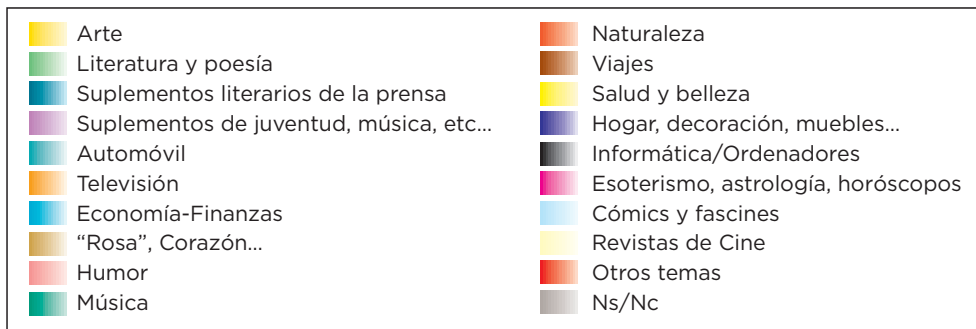 Arte
Literatura y poesía
Suplementos literarios de la prensa
Suplementos de juventud, música, etc...
Automóvil
Televisión
Economía-Finanzas
“Rosa”, Corazón...
Humor
Música
Naturaleza
Viajes
Salud y belleza
Hogar, decoración, muebles...
Informática/Ordenadores
Esoterismo, astrología, horóscopos
Cómics y fascines
Revistas de Cine
Otros temas
Ns/Nc